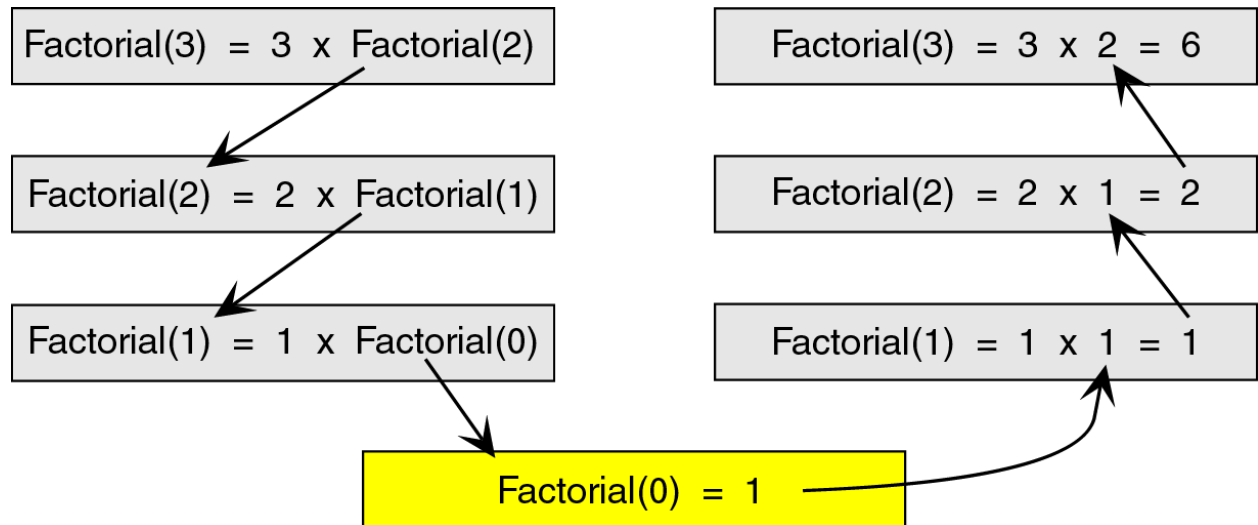 Factorial(3) = 3 x Factorial(2)
Factorial(2) = 2 x Factorial(1)
Factorial(1) = 1 x Factorial(0)
Factorial(0) = 1
Factorial(1) = 1 x 1 = 1
Factorial(2) = 2 x 1 = 2
Factorial(3) = 3 x 2 = 6